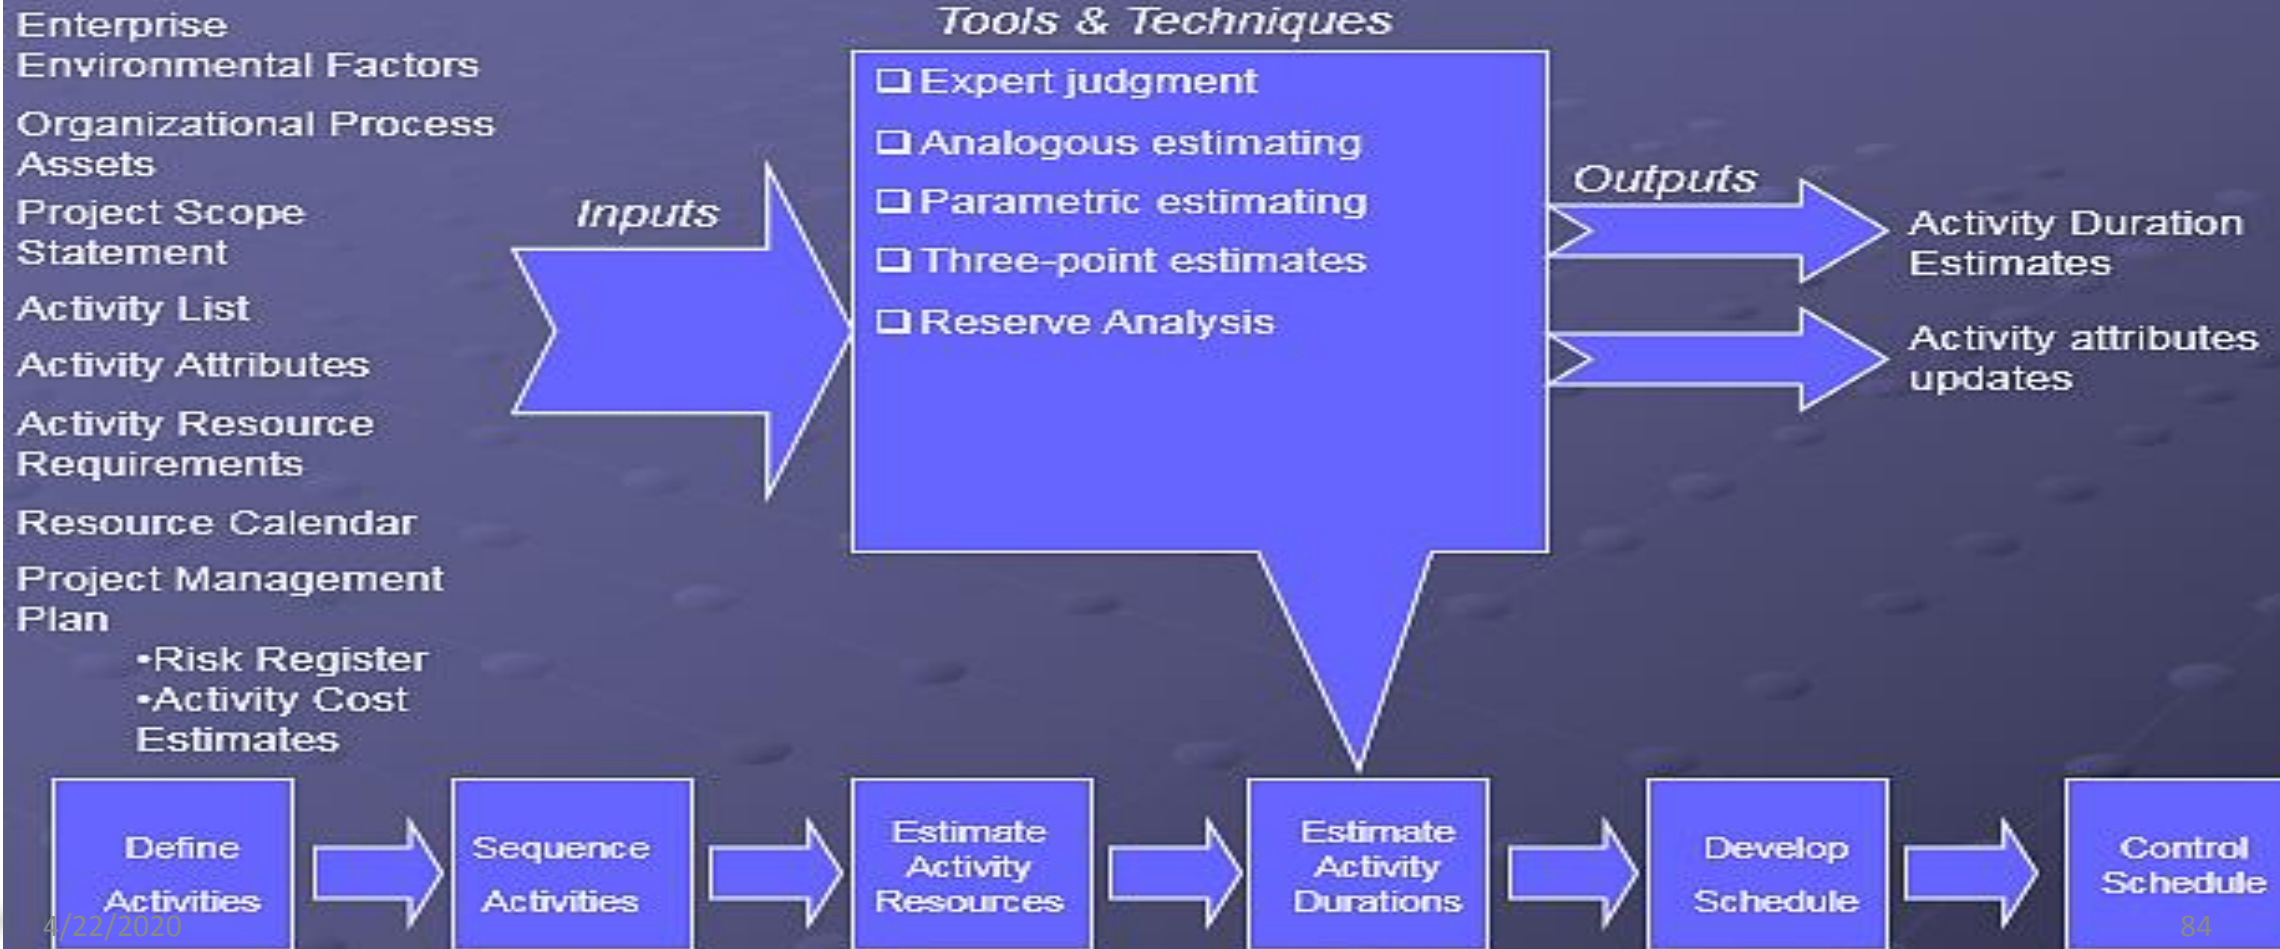 Enterprise
Environmental Factors
Organizational Process
Assets
Project Scope
Statement
Activity List
Activity Attributes
Activity Resource
Requirements
Resource Calendar
Project Management
Plan
•Risk Register
•Activity Cost
Estimates
Inputs
Tools & Techniques
❑ Expert judgment
❑ Analogous estimating
❑ Parametric estimating
❑ Three-point estimates
❑ Reserve Analysis
Outputs
Activity Duration
Estimates
Activity attributes
updates
Define
Activities
Sequence
Activities
Estimate
Activity
Resources
Estimate
Activity
Durations
Develop
Schedule
Control
Schedule
4/22/2020
84